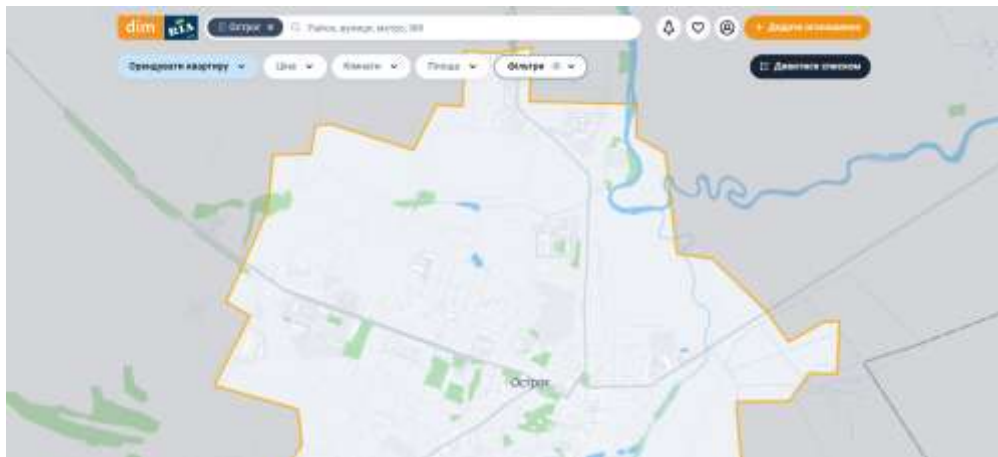 dim RIA Острог × Район, вулиця, метро, ЖК + Додати оголошення
Орендувати квартиру Ціна Кімнати Площа Фільтри Дивитися списком
Острог